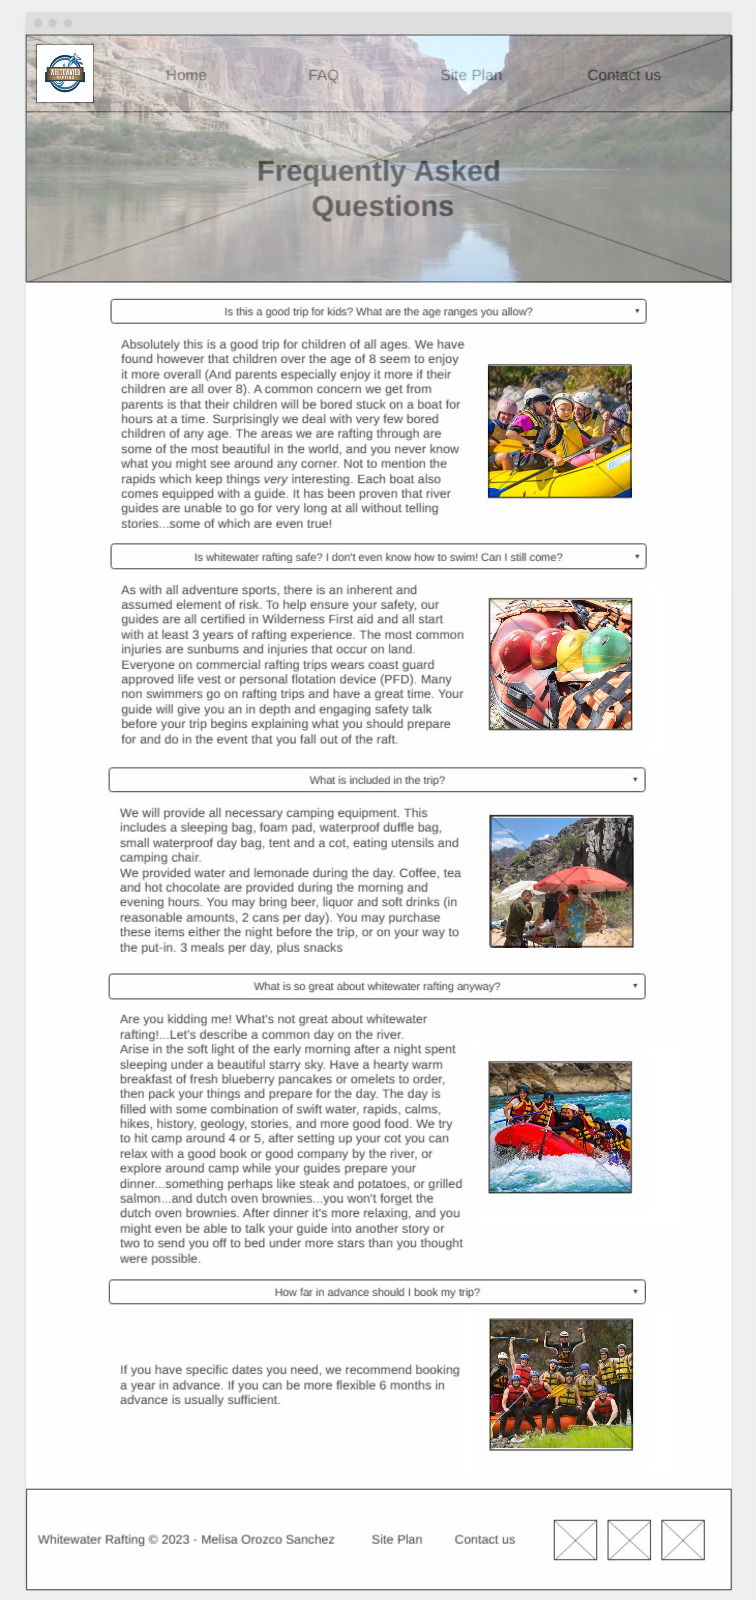 WHITEWATER
RAFTING
Home
FAQ
Site Plan
Contact us
Frequently Asked
Questions
Is this a good trip for kids? What are the age ranges you allow?
Absolutely this is a good trip for children of all ages. We have
found however that children over the age of 8 seem to enjoy
it more overall (And parents especially enjoy it more if their
children are all over 8). A common concern we get from
parents is that their children will be bored stuck on a boat for
hours at a time. Surprisingly we deal with very few bored
children of any age. The areas we are rafting through are
some of the most beautiful in the world, and you never know
what you might see around any corner. Not to mention the
rapids which keep things very interesting. Each boat also
comes equipped with a guide. It has been proven that river
guides are unable to go for very long at all without telling
stories...some of which are even true!
Is whitewater rafting safe? I don't even know how to swim! Can I still come?
As with all adventure sports, there is an inherent and
assumed element of risk. To help ensure your safety, our
guides are all certified in Wilderness First aid and all start
with at least 3 years of rafting experience. The most common
injuries are sunburns and injuries that occur on land.
Everyone on commercial rafting trips wears coast guard
approved life vest or personal flotation device (PFD). Many
non swimmers go on rafting trips and have a great time. Your
guide will give you an in depth and engaging safety talk
before your trip begins explaining what you should prepare
for and do in the event that you fall out of the raft.
What is included in the trip?
We will provide all necessary camping equipment. This
includes a sleeping bag, foam pad, waterproof duffle bag,
small waterproof day bag, tent and a cot, eating utensils and
camping chair.
We provided water and lemonade during the day. Coffee, tea
and hot chocolate are provided during the morning and
evening hours. You may bring beer, liquor and soft drinks (in
reasonable amounts, 2 cans per day). You may purchase
these items either the night before the trip, or on your way to
the put-in. 3 meals per day, plus snacks
What is so great about whitewater rafting anyway?
Are you kidding me! What's not great about whitewater
rafting!...Let's describe a common day on the river.
Arise in the soft light of the early morning after a night spent
sleeping under a beautiful starry sky. Have a hearty warm
breakfast of fresh blueberry pancakes or omelets to order,
then pack your things and prepare for the day. The day is
filled with some combination of swift water, rapids, calms,
hikes, history, geology, stories, and more good food. We try
to hit camp around 4 or 5, after setting up your cot you can
relax with a good book or good company by the river, or
explore around camp while your guides prepare your
dinner...something perhaps like steak and potatoes, or grilled
salmon...and dutch oven brownies...you won't forget the
dutch oven brownies. After dinner it's more relaxing, and you
might even be able to talk your guide into another story or
two to send you off to bed under more stars than you thought
were possible.
How far in advance should I book my trip?
If you have specific dates you need, we recommend booking
a year in advance. If you can be more flexible 6 months in
advance is usually sufficient.
Whitewater Rafting © 2023 - Melisa Orozco Sanchez
Site Plan
Contact us